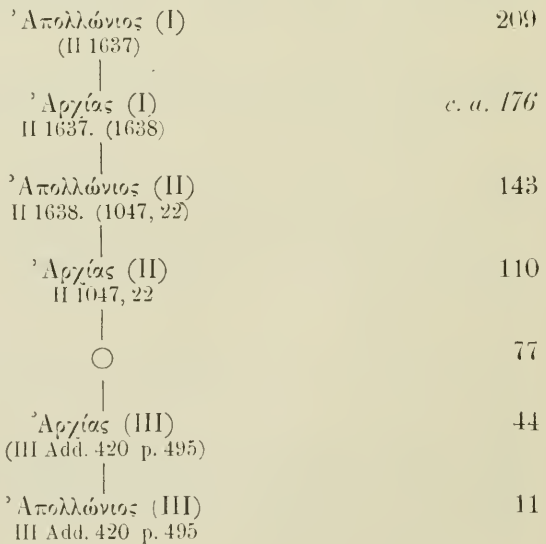 Ἀπολλώνιος (I) 209
(II 1637)
Ἀρχίας (I) c. a. 176
II 1637. (1638)
Ἀπολλώνιος (II) 143
II 1638. (1047, 22)
Ἀρχίας (II) 110
II 1047, 22
77
Ἀρχίας (III) 44
(III Add. 420 p. 495)
Ἀπολλώνιος (III) 11
III Add. 420 p. 495